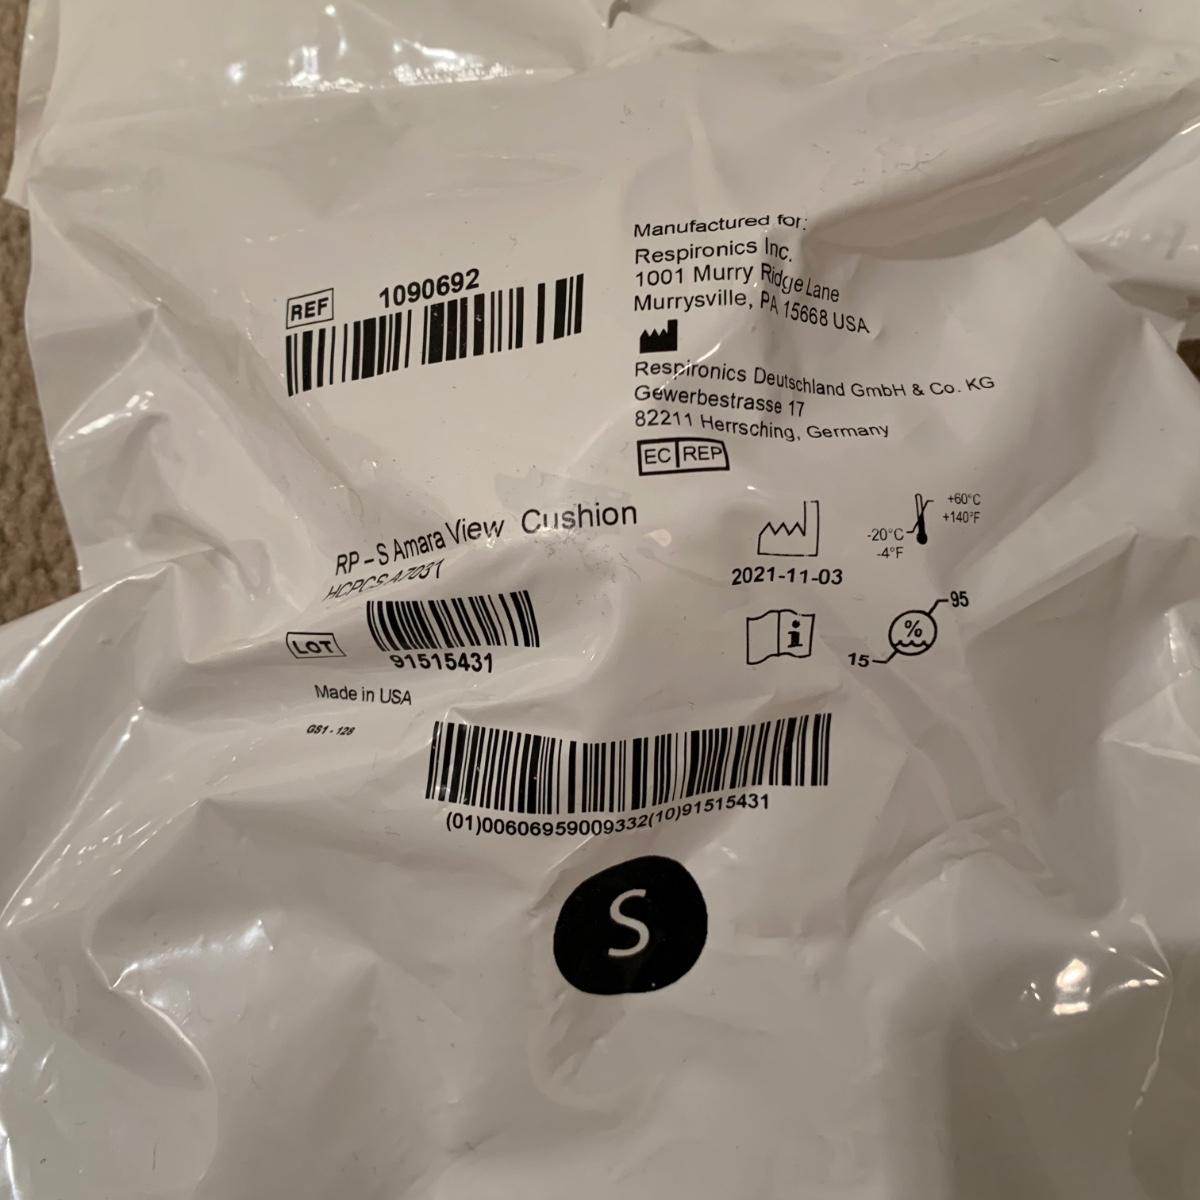 REF 1090692
Manufactured for:
Respironics Inc.
1001 Murry Ridge Lane
Murrysville, PA 15668 USA
Respironics Deutschland GmbH & Co. KG
Gewerbestrasse 17
82211 Herrsching, Germany
EC REP
RP – S Amara View Cushion
HCPCS A7031
LOT
91515431
Made in USA
GS1 - 128
2021-11-03
+60°C
+140°F
-20°C
-4°F
i
%
95
15
(01)00606959009332(10)91515431
S